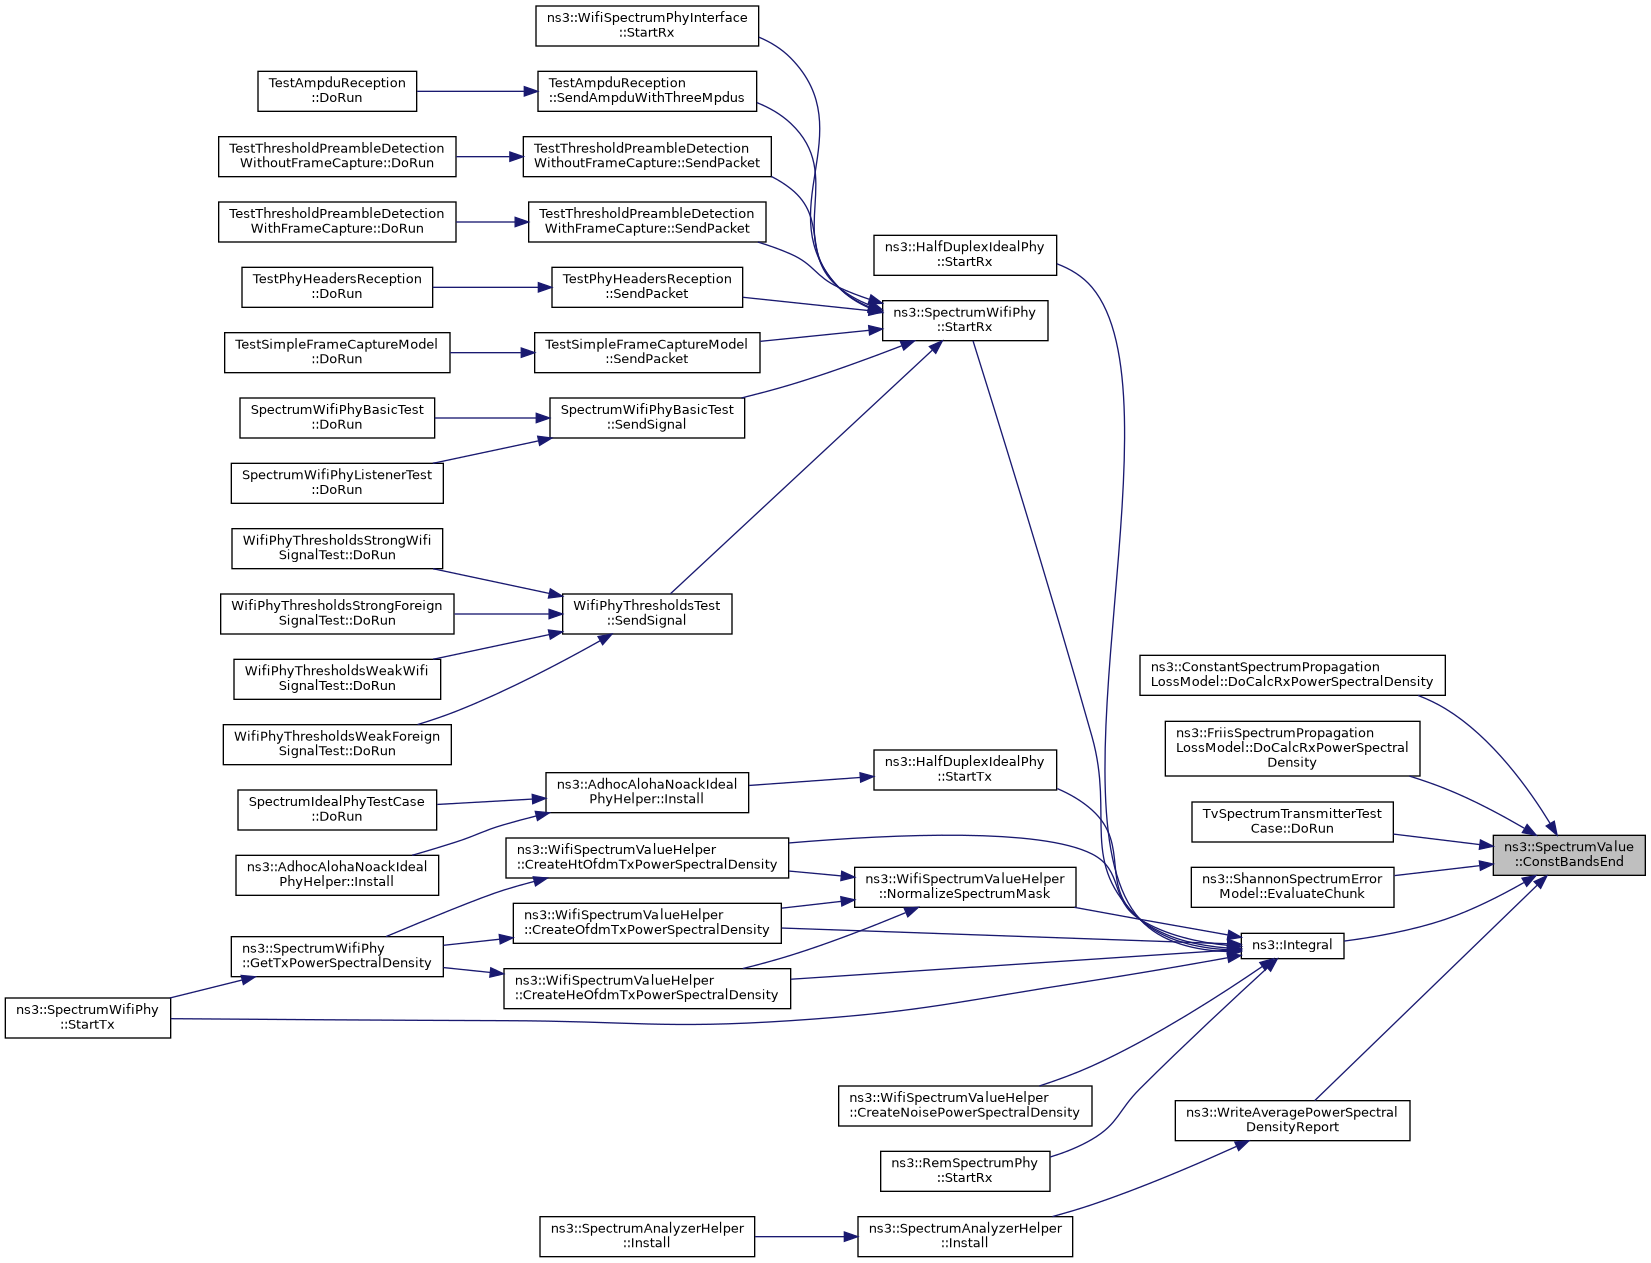 ns3::WifiSpectrumPhyInterface
::StartRx
TestAmpduReception
::DoRun
TestAmpduReception
::SendAmpduWithThreeMpdus
TestThresholdPreambleDetection
WithoutFrameCapture::DoRun
TestThresholdPreambleDetection
WithoutFrameCapture::SendPacket
TestThresholdPreambleDetection
WithFrameCapture::DoRun
TestThresholdPreambleDetection
WithFrameCapture::SendPacket
ns3::HalfDuplexIdealPhy
::StartRx
TestPhyHeadersReception
::DoRun
TestPhyHeadersReception
::SendPacket
ns3::SpectrumWifiPhy
::StartRx
TestSimpleFrameCaptureModel
::DoRun
TestSimpleFrameCaptureModel
::SendPacket
SpectrumWifiPhyBasicTest
::DoRun
SpectrumWifiPhyBasicTest
::SendSignal
SpectrumWifiPhyListenerTest
::DoRun
WifiPhyThresholdsStrongWifi
SignalTest::DoRun
WifiPhyThresholdsStrongForeign
SignalTest::DoRun
WifiPhyThresholdsTest
::SendSignal
WifiPhyThresholdsWeakWifi
SignalTest::DoRun
ns3::ConstantSpectrumPropagation
LossModel::DoCalcRxPowerSpectralDensity
WifiPhyThresholdsWeakForeign
SignalTest::DoRun
ns3::FriisSpectrumPropagation
LossModel::DoCalcRxPowerSpectral
Density
ns3::HalfDuplexIdealPhy
::StartTx
ns3::AdhocAlohaNoackIdeal
PhyHelper::Install
SpectrumIdealPhyTestCase
::DoRun
TvSpectrumTransmitterTest
Case::DoRun
ns3::SpectrumValue
::ConstBandsEnd
ns3::AdhocAlohaNoackIdeal
PhyHelper::Install
ns3::WifiSpectrumValueHelper
::CreateHtOfdmTxPowerSpectralDensity
ns3::WifiSpectrumValueHelper
::NormalizeSpectrumMask
ns3::ShannonSpectrumError
Model::EvaluateChunk
ns3::WifiSpectrumValueHelper
::CreateOfdmTxPowerSpectralDensity
ns3::SpectrumWifiPhy
::GetTxPowerSpectralDensity
ns3::Integral
ns3::WifiSpectrumValueHelper
::CreateHeOfdmTxPowerSpectralDensity
ns3::SpectrumWifiPhy
::StartTx
ns3::WifiSpectrumValueHelper
::CreateNoisePowerSpectralDensity
ns3::WriteAveragePowerSpectral
DensityReport
ns3::RemSpectrumPhy
::StartRx
ns3::SpectrumAnalyzerHelper
::Install
ns3::SpectrumAnalyzerHelper
::Install